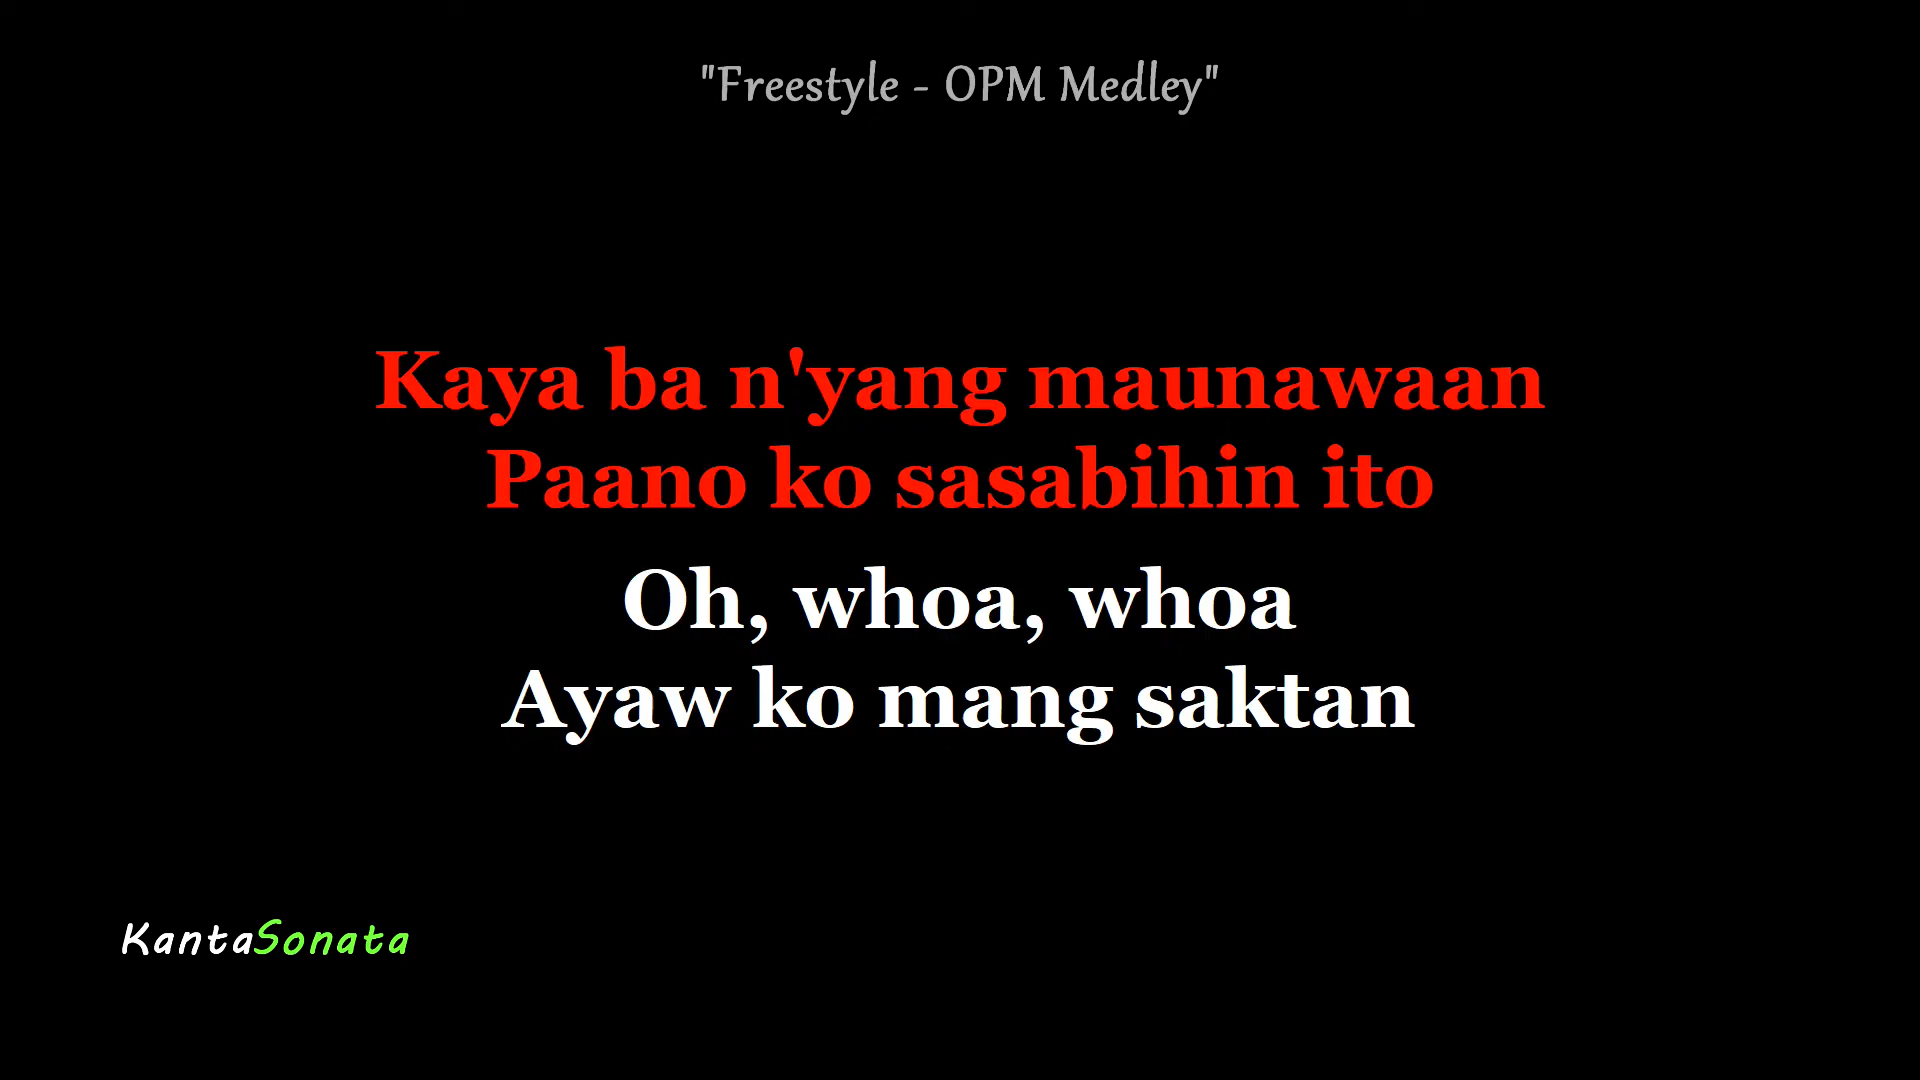 "Freestyle - OPM Medley"
Kaya ba n'yang maunawaan
Paano ko sasabihin ito
Oh, whoa, whoa
Ayaw ko mang saktan
KantaSonata